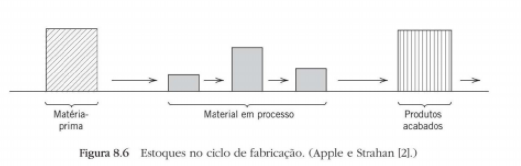 Matéria-
prima
Material em processo
Produtos
acabados
Figura 8.6 Estoques no ciclo de fabricação. (Apple e Strahan [2].)